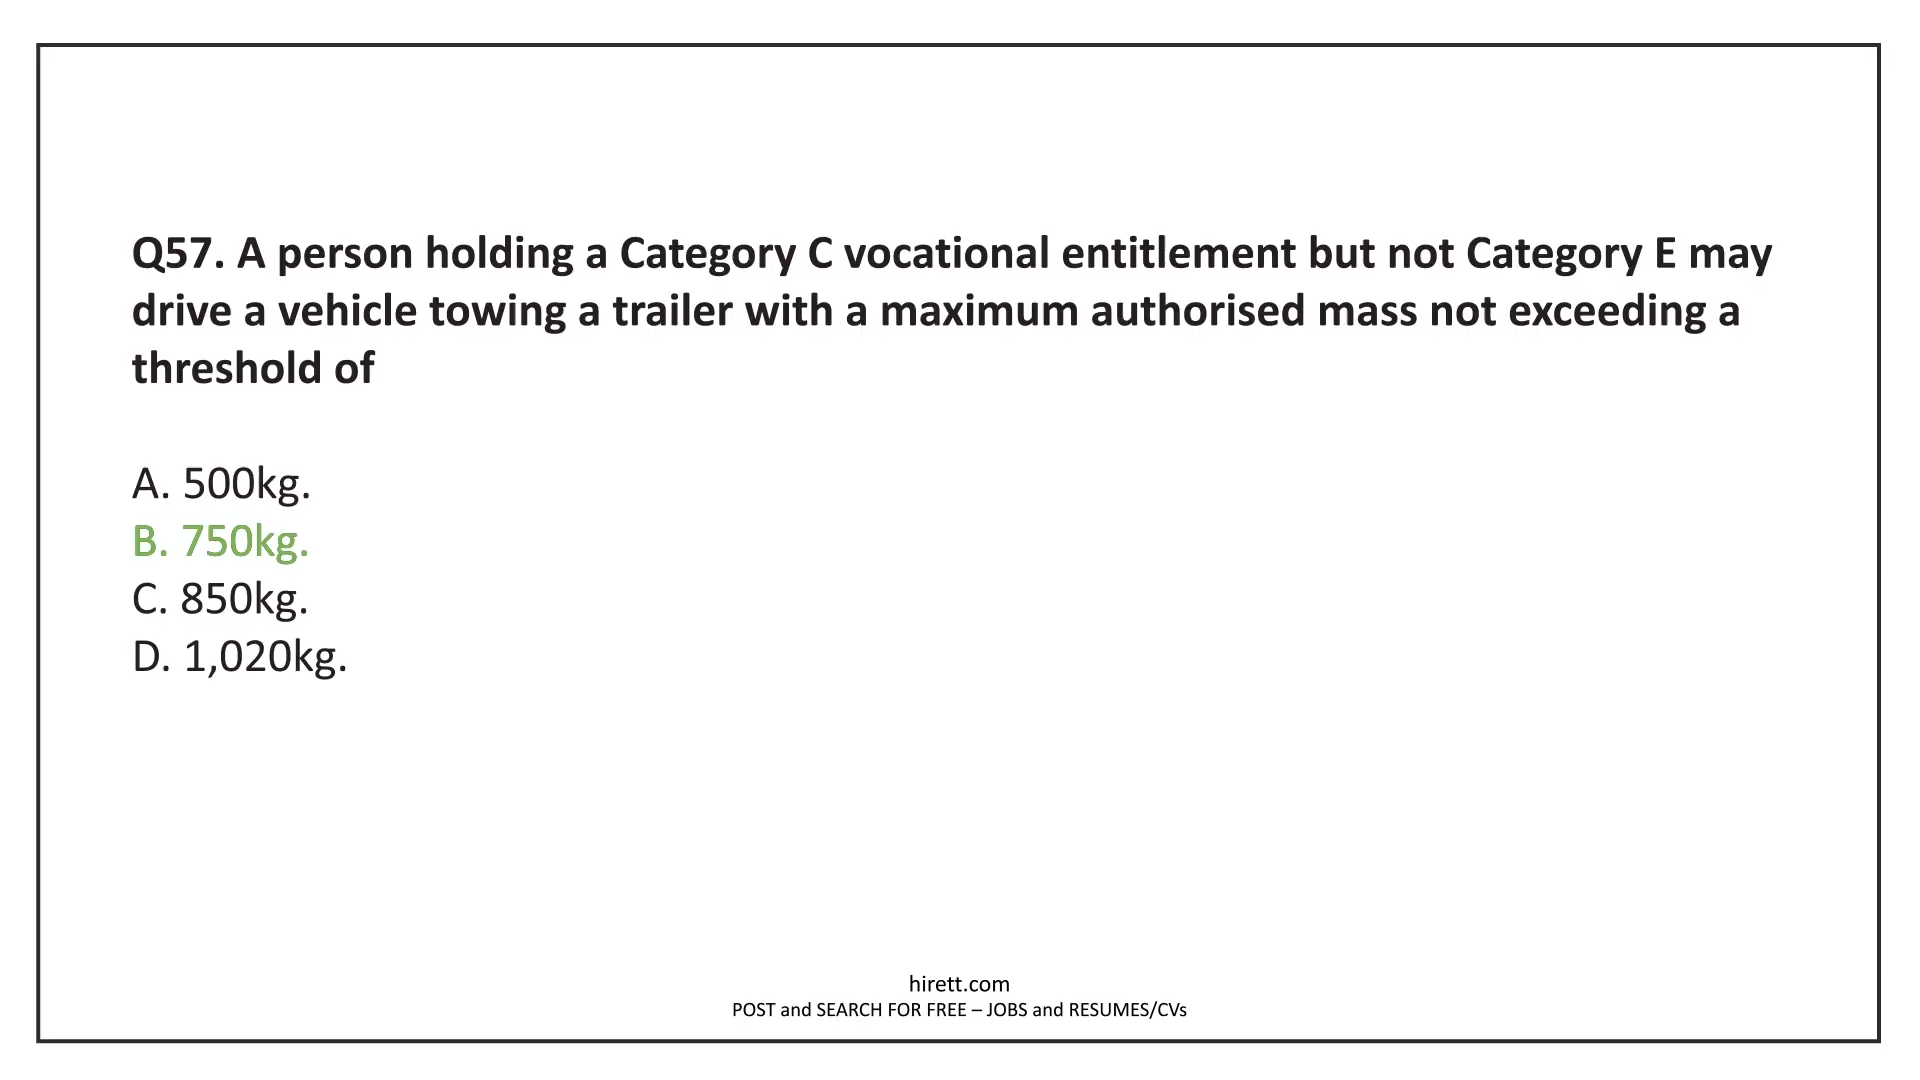 Q57. A person holding a Category C vocational entitlement but not Category E may
drive a vehicle towing a trailer with a maximum authorised mass not exceeding a
threshold of
A. 500kg.
B. 750kg.
C. 850kg.
D. 1,020kg.
hirett.com
POST and SEARCH FOR FREE – JOBS and RESUMES/CVs